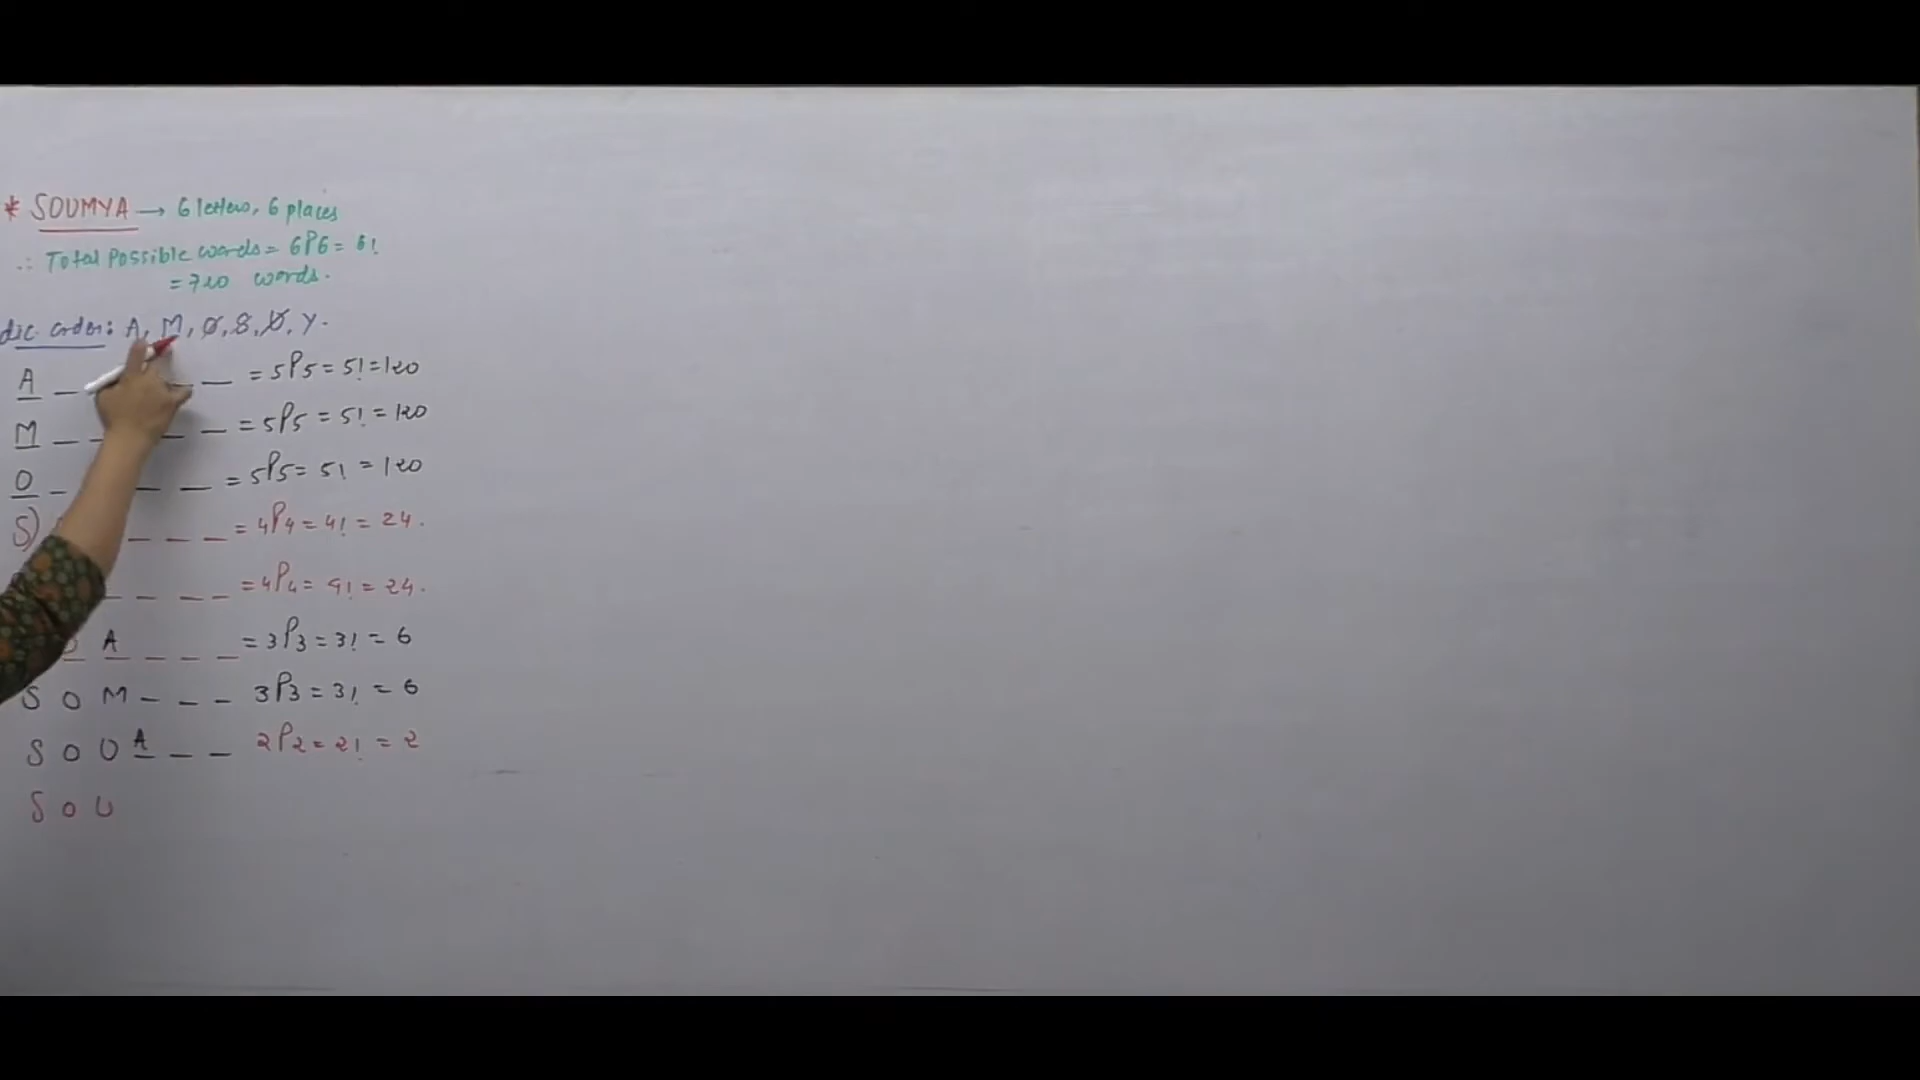 * SOUMYA → 6 letters, 6 places
∴ Total Possible words = 6P6 = 6!
= 720 words.
dic. order: A, M, O, S, U, Y.
A _ _ _ = 5P5 = 5! = 120
M _ _ _ _ = 5P5 = 5! = 120
O _ _ _ = 5P5 = 5! = 120
S) _ _ _ = 4P4 = 4! = 24.
_ _ _ _ = 4P4 = 4! = 24.
A _ _ _ = 3P3 = 3! = 6
S O M _ _ _ 3P3 = 3! = 6
S O U A _ _ 2P2 = 2! = 2
S O U